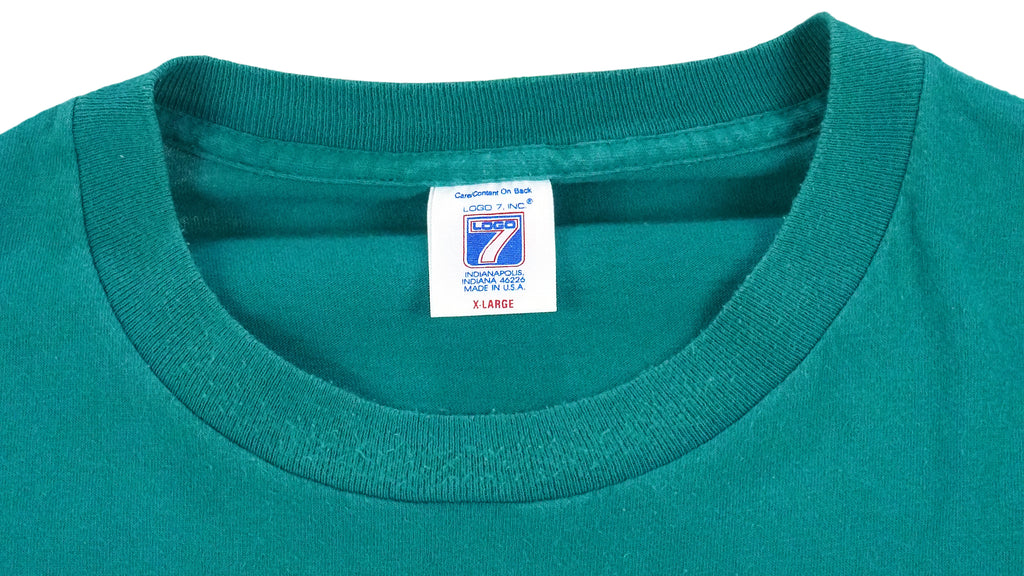 Care/Content On Back
LOGO 7, INC.®
LOGO
7
INDIANAPOLIS,
INDIANA 46226
MADE IN U.S.A.
X-LARGE